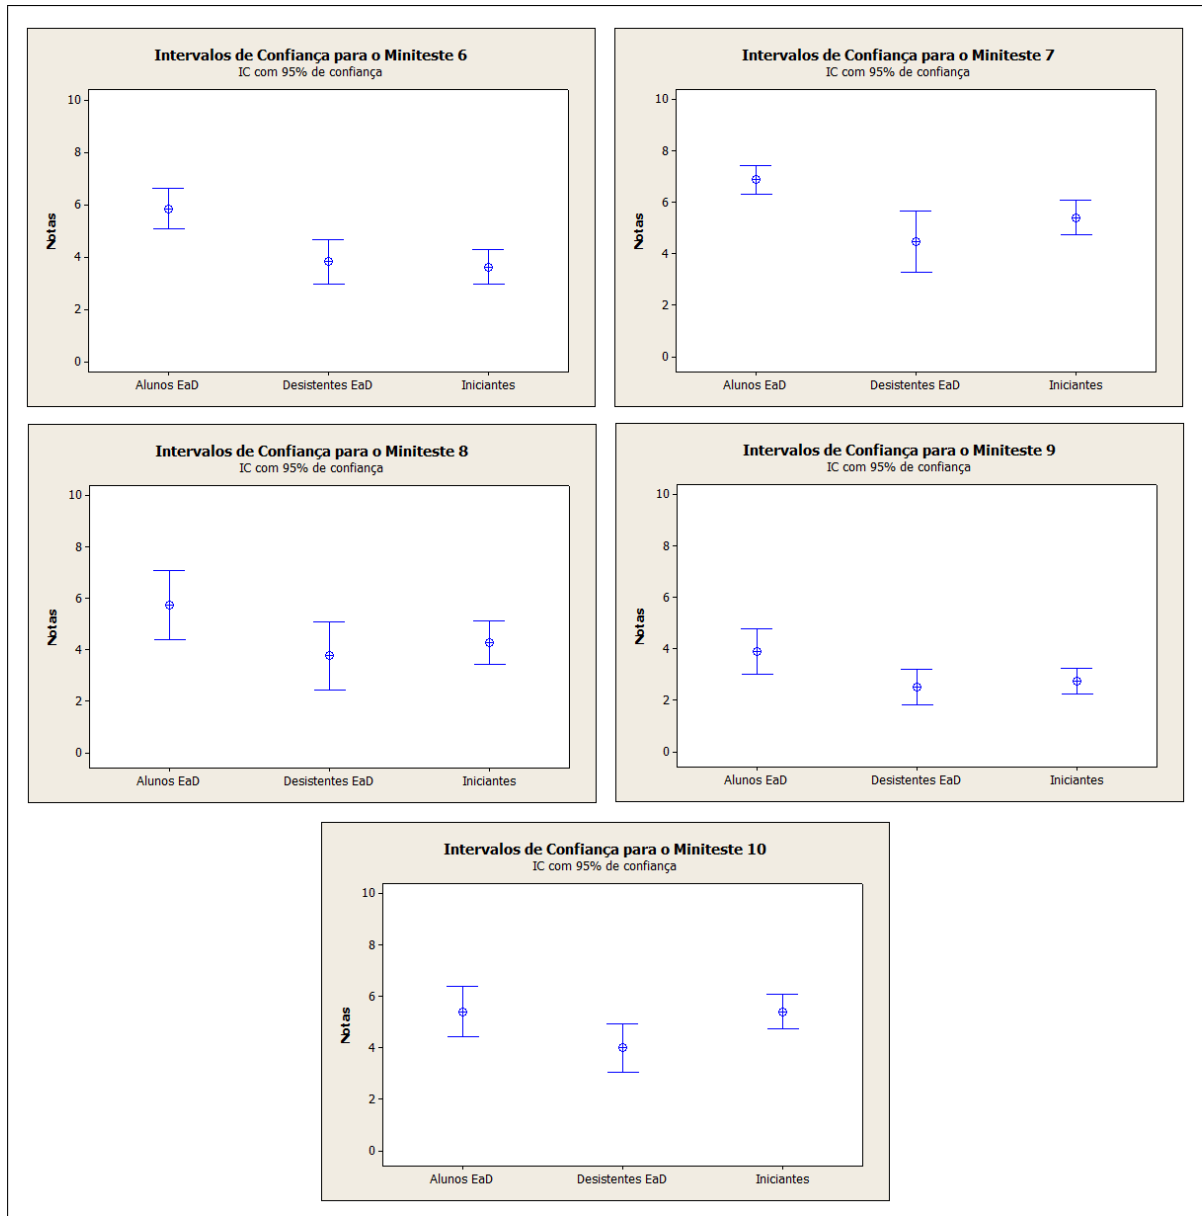 Intervalos de Confiança para o Miniteste 6
IC com 95% de confiança
10
8
6
4
2
0
Notas
Alunos EaD Desistentes EaD Iniciantes
Intervalos de Confiança para o Miniteste 7
IC com 95% de confiança
10
8
6
4
2
0
Notas
Alunos EaD Desistentes EaD Iniciantes
Intervalos de Confiança para o Miniteste 8
IC com 95% de confiança
10
8
6
4
2
0
Notas
Alunos EaD Desistentes EaD Iniciantes
Intervalos de Confiança para o Miniteste 9
IC com 95% de confiança
10
8
6
4
2
0
Notas
Alunos EaD Desistentes EaD Iniciantes
Intervalos de Confiança para o Miniteste 10
IC com 95% de confiança
10
8
6
4
2
0
Notas
Alunos EaD Desistentes EaD Iniciantes